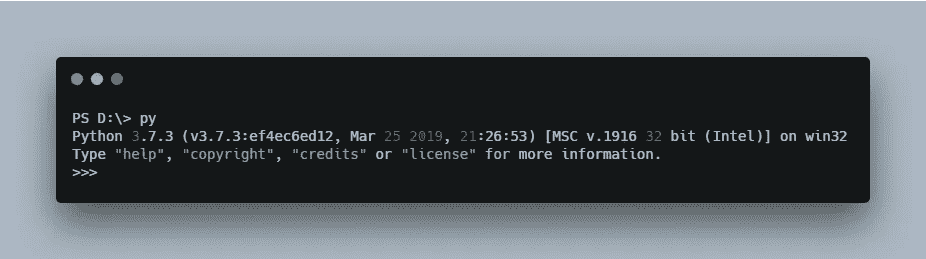 PS D:\> py
Python 3.7.3 (v3.7.3:ef4ec6ed12, Mar 25 2019, 21:26:53) [MSC v.1916 32 bit (Intel)] on win32
Type "help", "copyright", "credits" or "license" for more information.
>>>